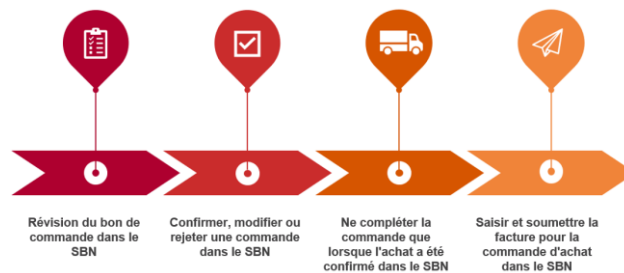 Révision du bon de
commande dans le
SBN
Confirmer, modifier ou
rejeter une commande
dans le SBN
Ne compléter la
commande que
lorsque l'achat a été
confirmé dans le SBN
Saisir et soumettre la
facture pour la
commande d'achat
dans le SBN